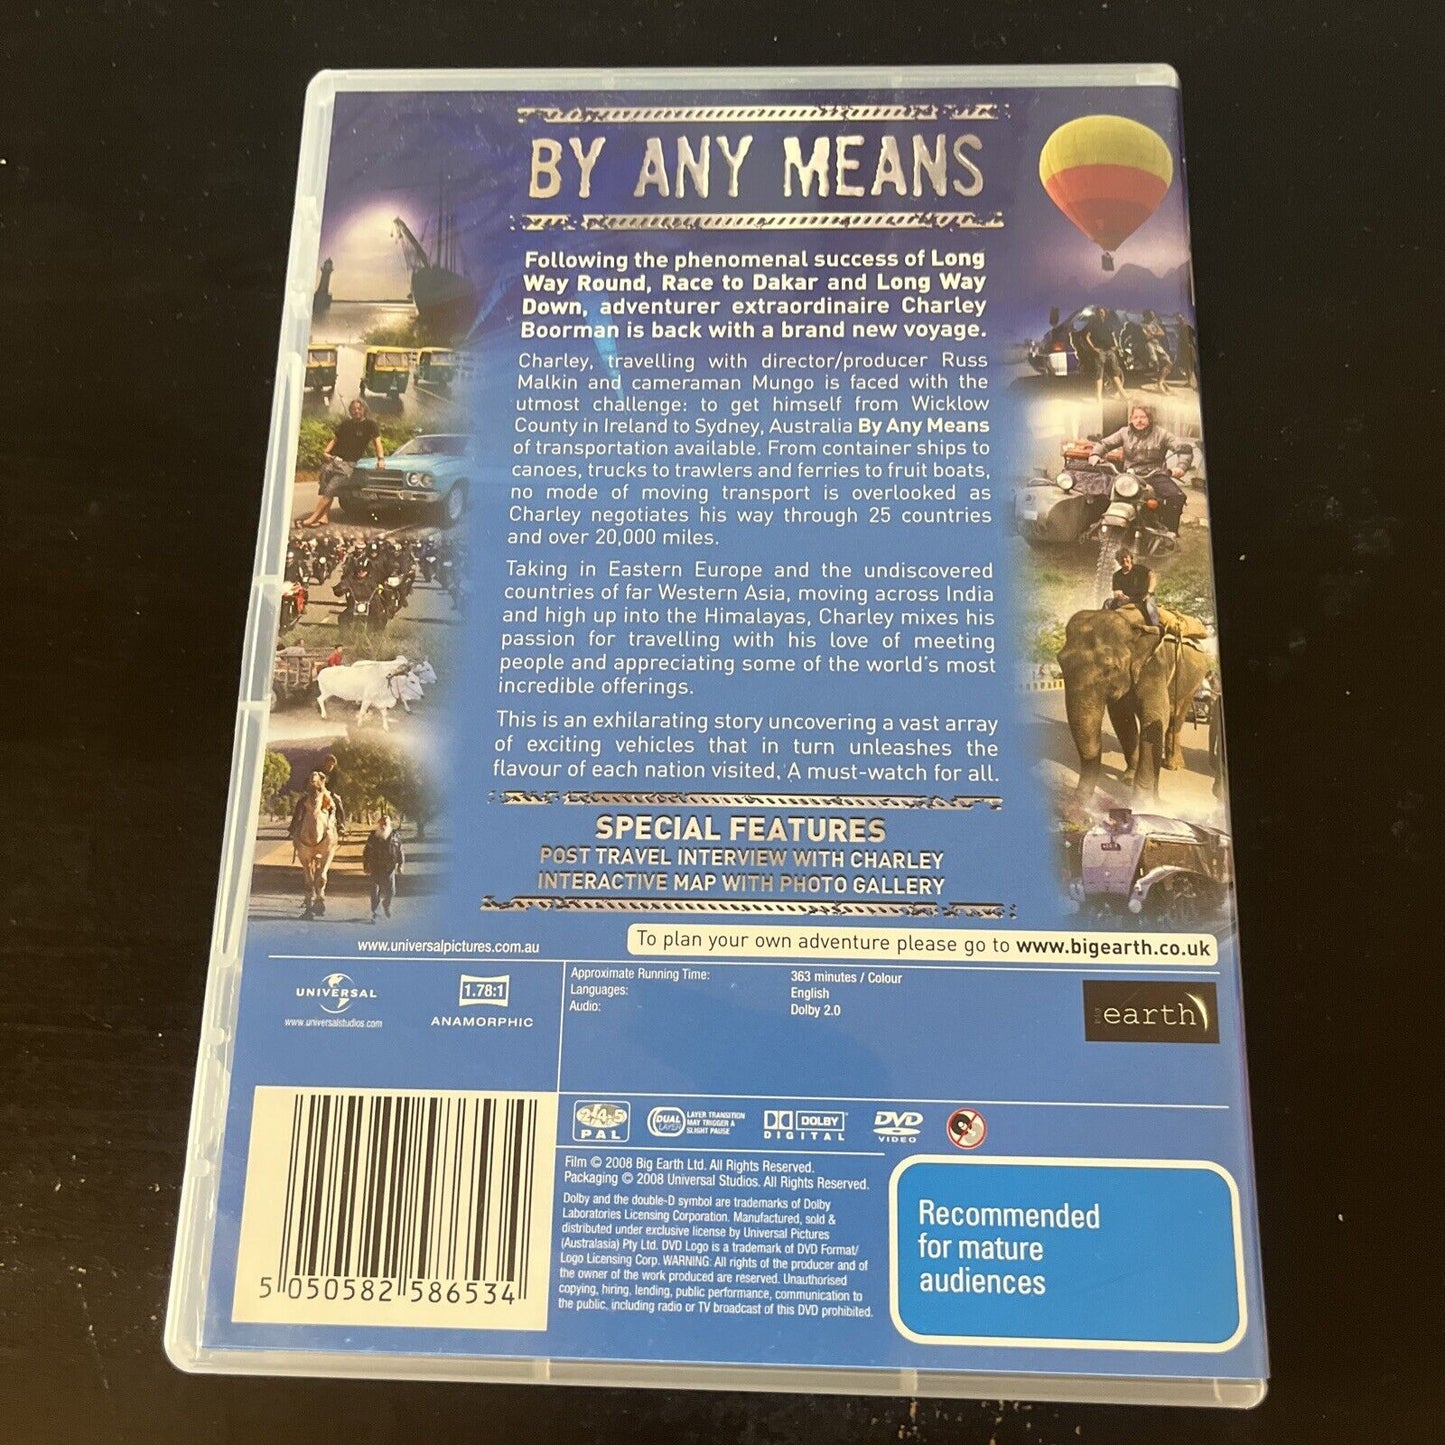 BY ANY MEANS
Following the phenomenal success of Long
Way Round, Race to Dakar and Long Way
Down, adventurer extraordinaire Charley
Boorman is back with a brand new voyage.
Charley, travelling with director/producer Russ
Malkin and cameraman Mungo is faced with the
utmost challenge: to get himself from Wicklow
County in Ireland to Sydney, Australia By Any Means
of transportation available. From container ships to
canoes, trucks to trawlers and ferries to fruit boats,
no mode of moving transport is overlooked as
Charley negotiates his way through 25 countries
and over 20,000 miles.
Taking in Eastern Europe and the undiscovered
countries of far Western Asia, moving across India
and high up into the Himalayas, Charley mixes his
passion for travelling with his love of meeting
people and appreciating some of the world's most
incredible offerings.
This is an exhilarating story uncovering a vast array
of exciting vehicles that in turn unleashes the
flavour of each nation visited. A must-watch for all.
SPECIAL FEATURES
POST TRAVEL INTERVIEW WITH CHARLEY
INTERACTIVE MAP WITH PHOTO GALLERY
www.universalpictures.com.au
To plan your own adventure please go to www.bigearth.co.uk
UNIVERSAL
www.universalstudios.com
1.78:1
ANAMORPHIC
Approximate Running Time: 363 minutes / Colour
Languages: English
Audio: Dolby 2.0
earth
2·4·5
PAL
DUAL LAYER
LAYER TRANSITION
MAY TRIGGER A
SLIGHT PAUSE
DOLBY
DIGITAL
DVD
VIDEO
Film © 2008 Big Earth Ltd. All Rights Reserved.
Packaging © 2008 Universal Studios. All Rights Reserved.
Dolby and the double-D symbol are trademarks of Dolby
Laboratories Licensing Corporation. Manufactured, sold &
distributed under exclusive license by Universal Pictures
(Australasia) Pty Ltd. DVD Logo is a trademark of DVD Format/
Logo Licensing Corp. WARNING: All rights of the producer and of
the owner of the work produced are reserved. Unauthorised
copying, hiring, lending, public performance, communication to
the public, including radio or TV broadcast of this DVD prohibited.
5 050582 586534
Recommended
for mature
audiences